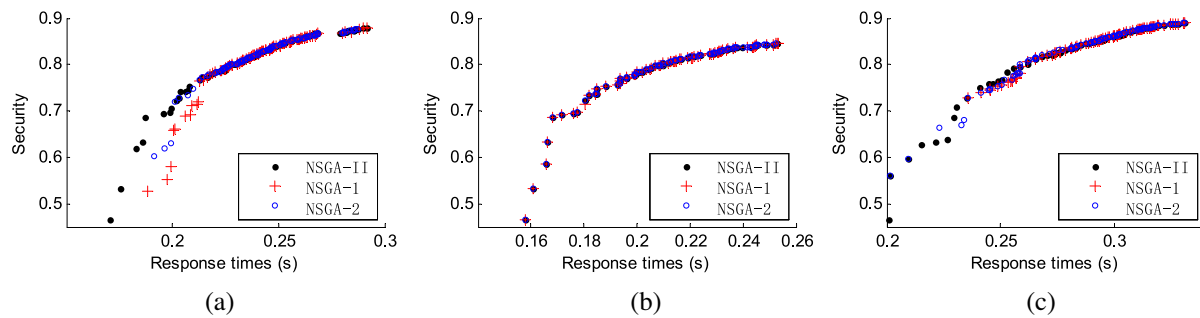 0.9
0.8
0.7
0.6
0.5
Security
0.2
0.25
0.3
Response times (s)
NSGA-II
NSGA-1
NSGA-2
(a)
0.9
0.8
0.7
0.6
0.5
Security
0.16
0.18
0.2
0.22
0.24
0.26
Response times (s)
NSGA-II
NSGA-1
NSGA-2
(b)
0.9
0.8
0.7
0.6
0.5
Security
0.2
0.25
0.3
Response times (s)
NSGA-II
NSGA-1
NSGA-2
(c)